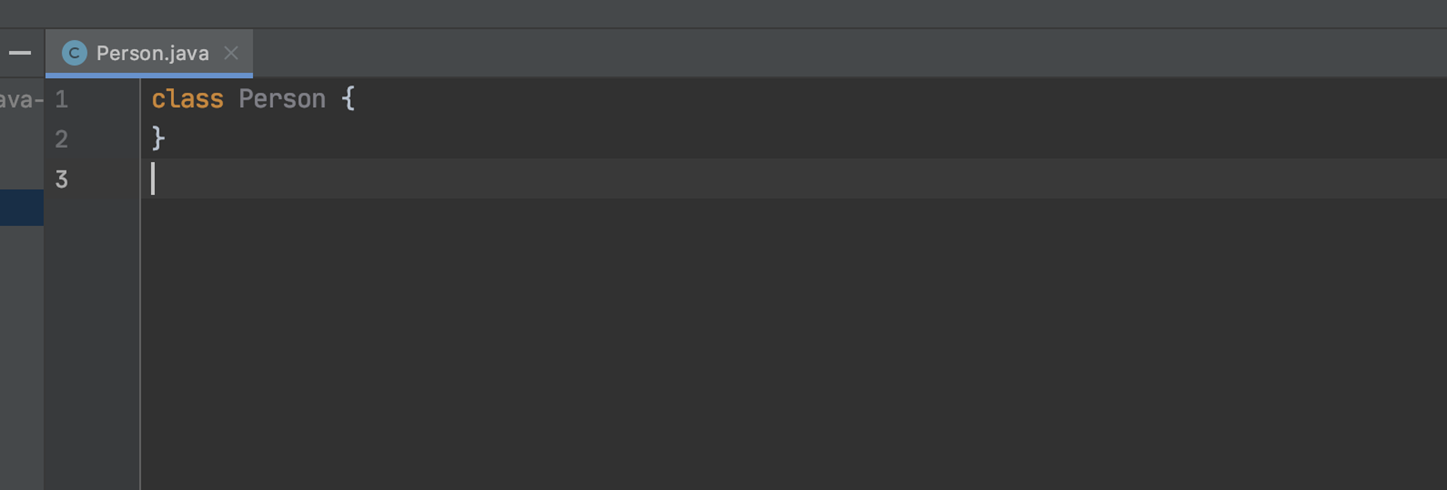 Person.java
ava-
1 class Person {
2 }
3